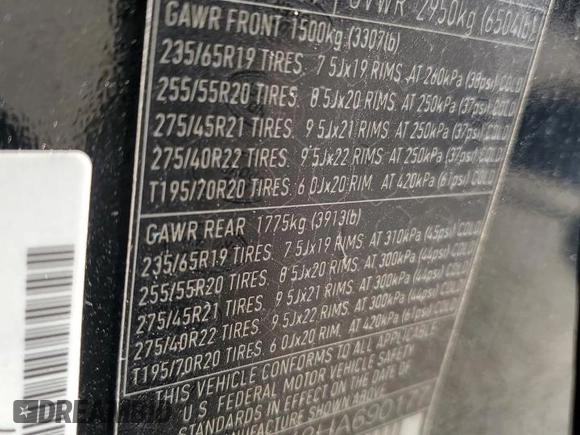 GVWR 2950kg (6504lb)
GAWR FRONT 1500kg (3307lb)
235/65R19 TIRES. 7 5Jx19 RIMS. AT 260kPa (38psi) COLD
255/55R20 TIRES. 8 5Jx20 RIMS. AT 250kPa (37psi) COLD
275/45R21 TIRES. 9 5Jx21 RIMS. AT 250kPa (37psi) COLD
275/40R22 TIRES. 9 5Jx22 RIMS. AT 250kPa (37psi) COLD
T195/70R20 TIRES. 6 0Jx20 RIM. AT 420kPa (61psi) COLD
GAWR REAR 1775kg (3913lb)
235/65R19 TIRES 7 5Jx19 RIMS. AT 310kPa (45psi) COLD
255/55R20 TIRES. 8 5Jx20 RIMS. AT 300kPa (44psi) COLD
275/45R21 TIRES. 9 5Jx21 RIMS. AT 300kPa (44psi) COLD
275/40R22 TIRES. 9 5Jx22 RIMS. AT 300kPa (44psi) COLD
T195/70R20 TIRES 6 0Jx20 RIM. AT 420kPa (61psi) COLD
THIS VEHICLE CONFORMS TO ALL APPLICABLE
U.S FEDERAL MOTOR VEHICLE SAFETY
IN EFFECT ON THE DATE OF
SHOWN ABOVE
HA69017
DREAMBID